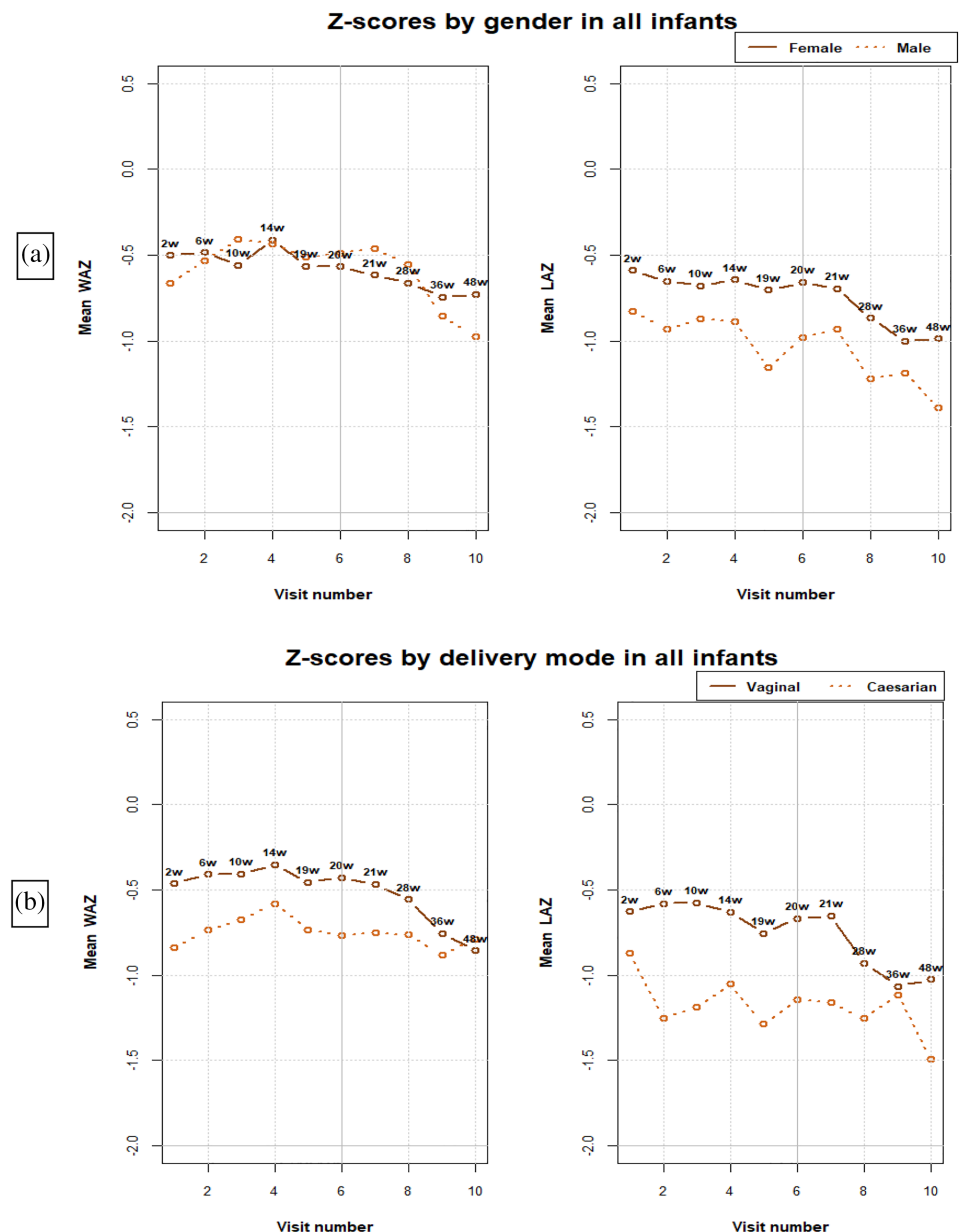 Z-scores by gender in all infants
Female Male
(a)
Mean WAZ
0.5
0.0
-0.5
-1.0
-1.5
-2.0
2w 6w 10w 14w 19w 20w 21w 28w 36w 48w
2 4 6 8 10
Visit number
Mean LAZ
0.5
0.0
-0.5
-1.0
-1.5
-2.0
2w 6w 10w 14w 19w 20w 21w 28w 36w 48w
2 4 6 8 10
Visit number
Z-scores by delivery mode in all infants
Vaginal Caesarian
(b)
Mean WAZ
0.5
0.0
-0.5
-1.0
-1.5
-2.0
2w 6w 10w 14w 19w 20w 21w 28w 36w 48w
2 4 6 8 10
Visit number
Mean LAZ
0.5
0.0
-0.5
-1.0
-1.5
-2.0
2w 6w 10w 14w 19w 20w 21w 28w 36w 48w
2 4 6 8 10
Visit number